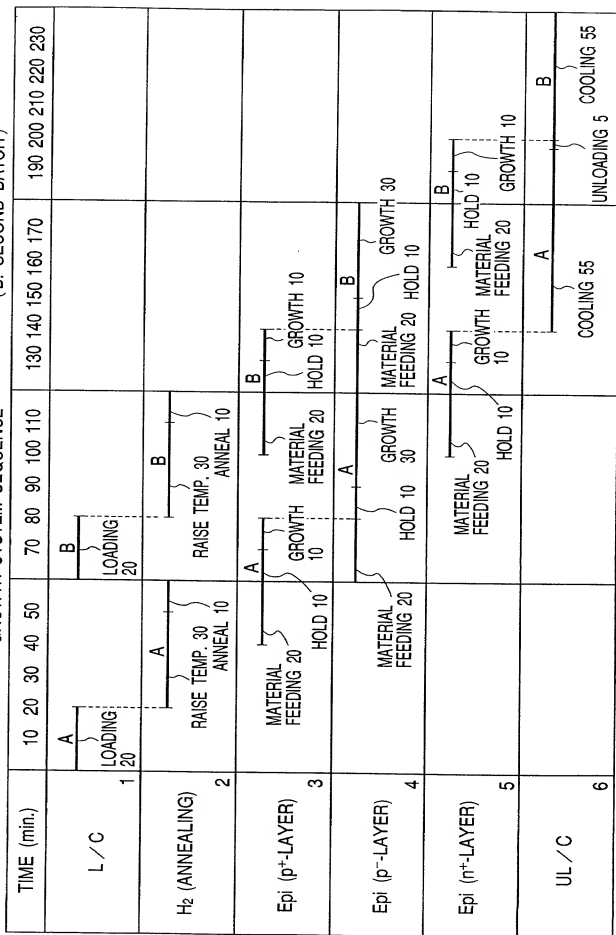 TIME (min.) 10 20 30 40 50 70 80 90 100 110 130 140 150 160 170 190 200 210 220 230
L/C 1
A
LOADING
20
B
LOADING
20
H2 (ANNEALING) 2
A
RAISE TEMP. 30
ANNEAL 10
B
RAISE TEMP. 30
ANNEAL 10
Epi (p+-LAYER) 3
A
MATERIAL
FEEDING 20
HOLD 10
GROWTH
10
B
MATERIAL
FEEDING 20
HOLD 10
GROWTH 10
Epi (p--LAYER) 4
MATERIAL
FEEDING 20
A
HOLD 10
GROWTH
30
MATERIAL
FEEDING 20
B
HOLD 10
GROWTH 30
Epi (n+-LAYER) 5
MATERIAL
FEEDING 20
A
HOLD 10
GROWTH
10
MATERIAL
FEEDING 20
B
HOLD 10
GROWTH 10
UL/C 6
A
COOLING 55
UNLOADING 5
B
COOLING 55